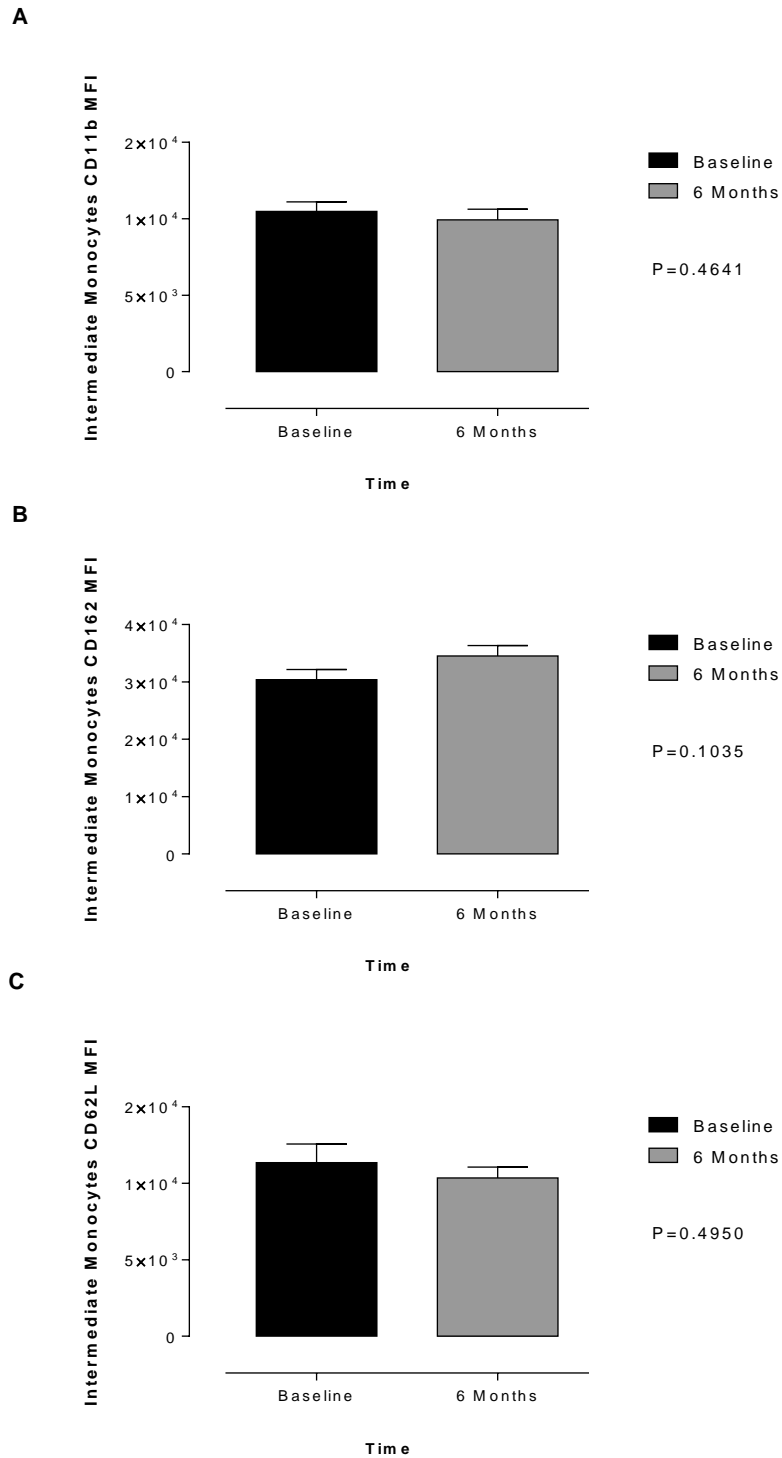 A
Intermediate Monocytes CD11b MFI
2×10⁴
1×10⁴
5×10³
0
Baseline
6 Months
P=0.4641
Baseline 6 Months
Time
B
Intermediate Monocytes CD162 MFI
4×10⁴
3×10⁴
2×10⁴
1×10⁴
0
Baseline
6 Months
P=0.1035
Baseline 6 Months
Time
C
Intermediate Monocytes CD62L MFI
2×10⁴
1×10⁴
5×10³
0
Baseline
6 Months
P=0.4950
Baseline 6 Months
Time